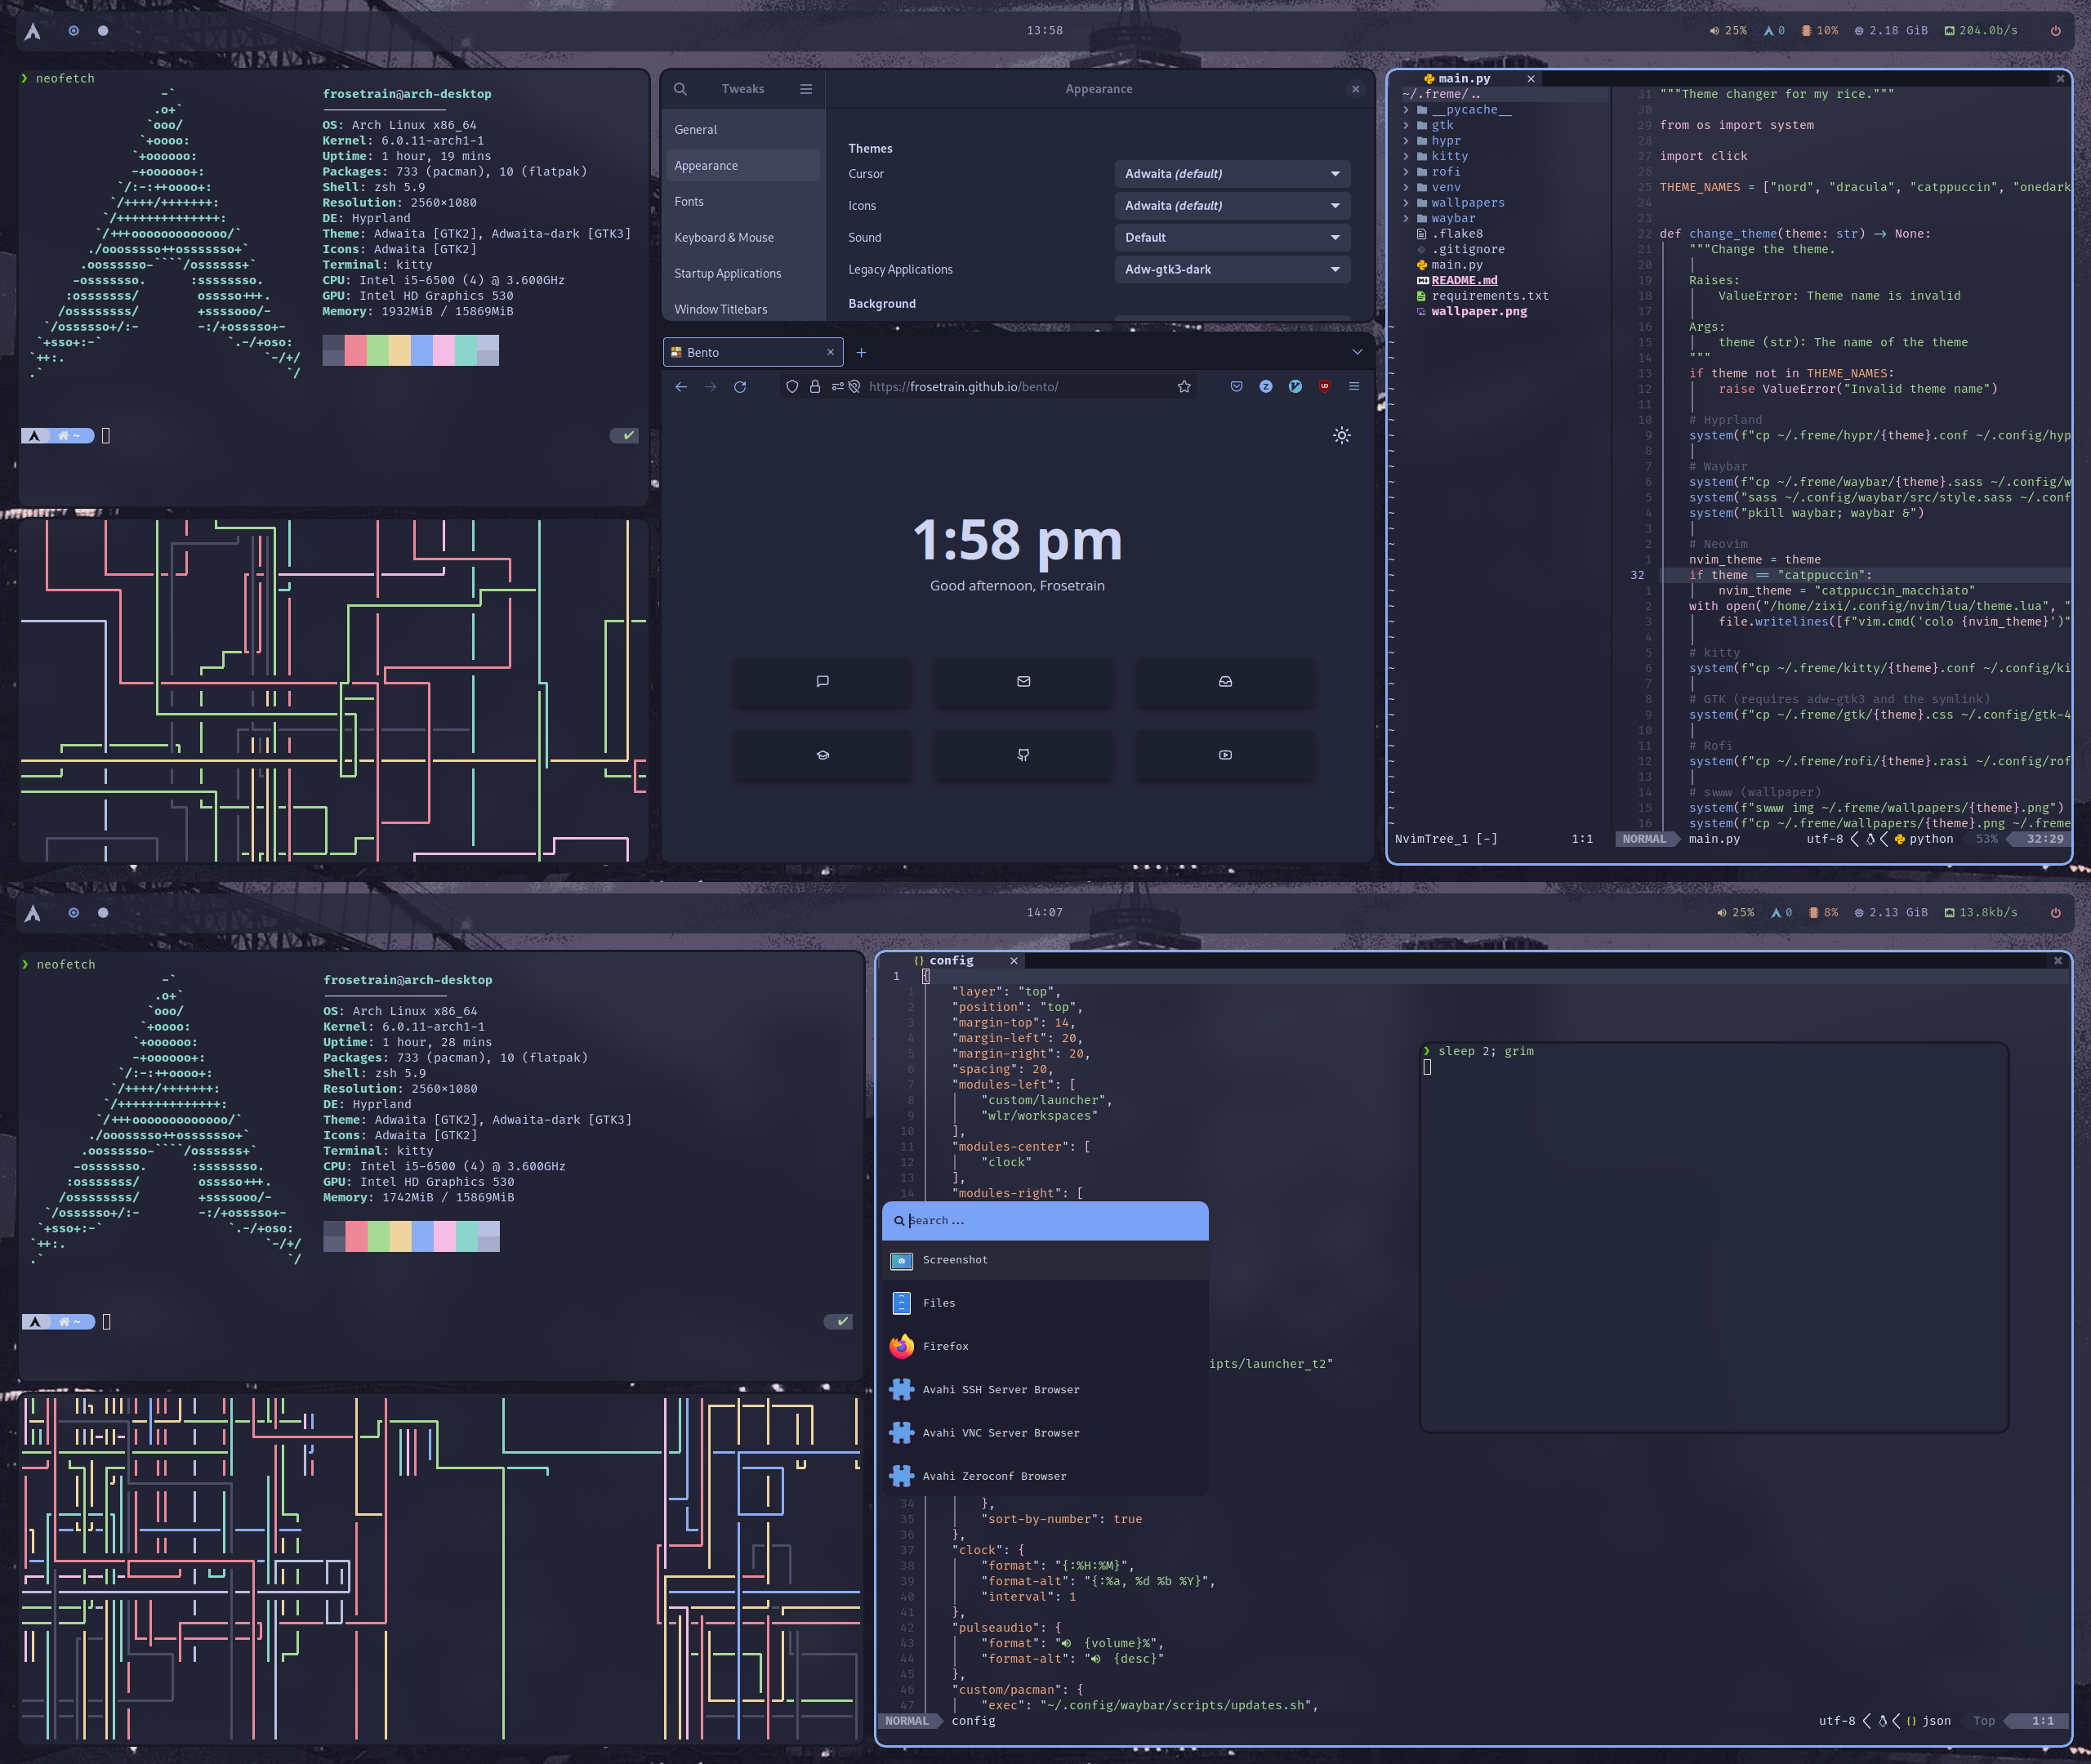 13:58
25% 0 10% 2.18 GiB 204.0b/s
❯ neofetch
frosetrain@arch-desktop
OS: Arch Linux x86_64
Kernel: 6.0.11-arch1-1
Uptime: 1 hour, 19 mins
Packages: 733 (pacman), 10 (flatpak)
Shell: zsh 5.9
Resolution: 2560×1080
DE: Hyprland
Theme: Adwaita [GTK2], Adwaita-dark [GTK3]
Icons: Adwaita [GTK2]
Terminal: kitty
CPU: Intel i5-6500 (4) @ 3.600GHz
GPU: Intel HD Graphics 530
Memory: 1932MiB / 15869MiB
~
Tweaks
Appearance
General
Appearance
Fonts
Keyboard & Mouse
Startup Applications
Window Titlebars
Themes
Cursor Adwaita (default)
Icons Adwaita (default)
Sound Default
Legacy Applications Adw-gtk3-dark
Background
Bento
https://frosetrain.github.io/bento/
1:58 pm
Good afternoon, Frosetrain
main.py
~/.freme/..
__pycache__
gtk
hypr
kitty
rofi
venv
wallpapers
waybar
.flake8
.gitignore
main.py
README.md
requirements.txt
wallpaper.png
NvimTree_1 [-] 1:1
31 """Theme changer for my rice."""
30
29 from os import system
28
27 import click
26
25 THEME_NAMES = ["nord", "dracula", "catppuccin", "onedark
24
23
22 def change_theme(theme: str) -> None:
21 """Change the theme.
20
19 Raises:
18 ValueError: Theme name is invalid
17
16 Args:
15 theme (str): The name of the theme
14 """
13 if theme not in THEME_NAMES:
12 raise ValueError("Invalid theme name")
11
10 # Hyprland
9 system(f"cp ~/.freme/hypr/{theme}.conf ~/.config/hyp
8
7 # Waybar
6 system(f"cp ~/.freme/waybar/{theme}.sass ~/.config/w
5 system("sass ~/.config/waybar/src/style.sass ~/.conf
4 system("pkill waybar; waybar &")
3
2 # Neovim
1 nvim_theme = theme
32 if theme == "catppuccin":
1 nvim_theme = "catppuccin_macchiato"
2 with open("/home/zixi/.config/nvim/lua/theme.lua", "
3 file.writelines([f"vim.cmd('colo {nvim_theme}')"
4
5 # kitty
6 system(f"cp ~/.freme/kitty/{theme}.conf ~/.config/ki
7
8 # GTK (requires adw-gtk3 and the symlink)
9 system(f"cp ~/.freme/gtk/{theme}.css ~/.config/gtk-4
10
11 # Rofi
12 system(f"cp ~/.freme/rofi/{theme}.rasi ~/.config/rof
13
14 # swww (wallpaper)
15 system(f"swww img ~/.freme/wallpapers/{theme}.png")
16 system(f"cp ~/.freme/wallpapers/{theme}.png ~/.freme
NORMAL main.py utf-8 python 53% 32:29
14:07
25% 0 8% 2.13 GiB 13.8kb/s
❯ neofetch
frosetrain@arch-desktop
OS: Arch Linux x86_64
Kernel: 6.0.11-arch1-1
Uptime: 1 hour, 28 mins
Packages: 733 (pacman), 10 (flatpak)
Shell: zsh 5.9
Resolution: 2560×1080
DE: Hyprland
Theme: Adwaita [GTK2], Adwaita-dark [GTK3]
Icons: Adwaita [GTK2]
Terminal: kitty
CPU: Intel i5-6500 (4) @ 3.600GHz
GPU: Intel HD Graphics 530
Memory: 1742MiB / 15869MiB
~
{} config
1 {
1 "layer": "top",
2 "position": "top",
3 "margin-top": 14,
4 "margin-left": 20,
5 "margin-right": 20,
6 "spacing": 20,
7 "modules-left": [
8 "custom/launcher",
9 "wlr/workspaces"
10 ],
11 "modules-center": [
12 "clock"
13 ],
14 "modules-right": [
❯ sleep 2; grim
Search...
Screenshot
Files
Firefox
ipts/launcher_t2"
Avahi SSH Server Browser
Avahi VNC Server Browser
Avahi Zeroconf Browser
34 },
35 "sort-by-number": true
36 },
37 "clock": {
38 "format": "{:%H:%M}",
39 "format-alt": "{:%a, %d %b %Y}",
40 "interval": 1
41 },
42 "pulseaudio": {
43 "format": " {volume}%",
44 "format-alt": " {desc}"
45 },
46 "custom/pacman": {
47 "exec": "~/.config/waybar/scripts/updates.sh",
NORMAL config utf-8 {} json Top 1:1